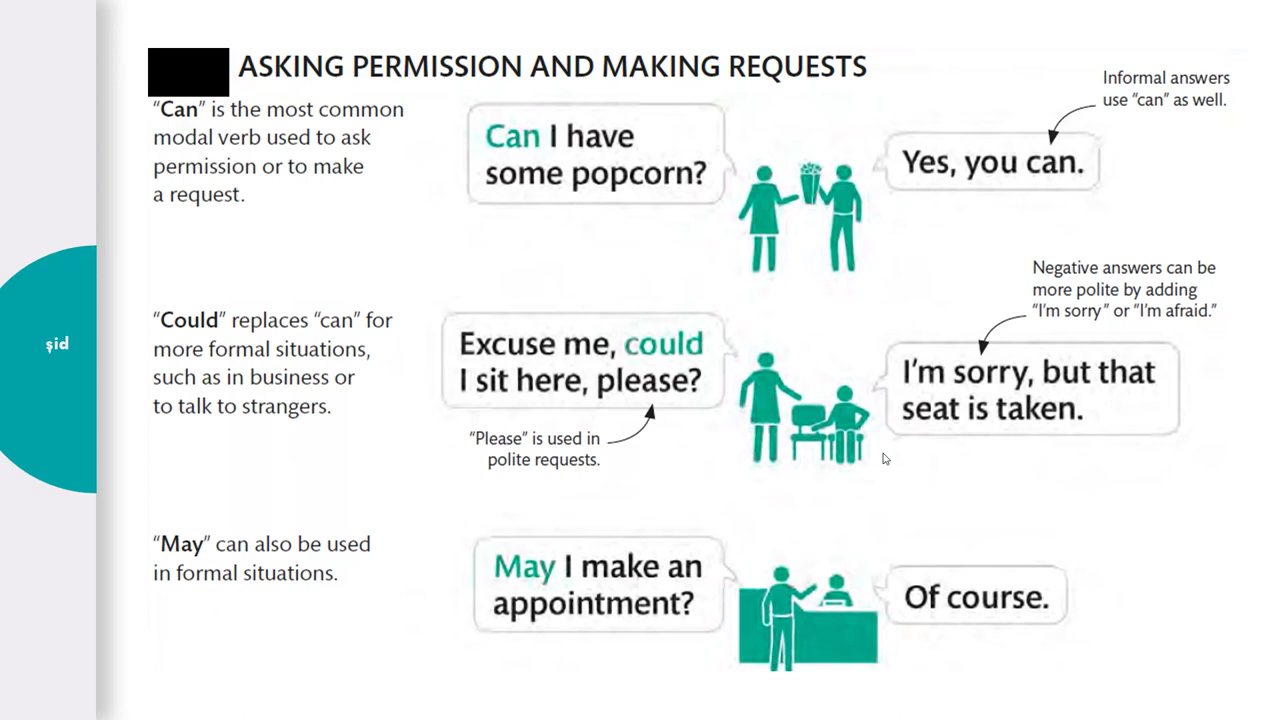 ASKING PERMISSION AND MAKING REQUESTS
"Can" is the most common
modal verb used to ask
permission or to make
a request.
Can I have
some popcorn?
Yes, you can.
Informal answers
use "can" as well.
"Could" replaces "can" for
more formal situations,
such as in business or
to talk to strangers.
Excuse me, could
I sit here, please?
"Please" is used in
polite requests.
I'm sorry, but that
seat is taken.
Negative answers can be
more polite by adding
"I'm sorry" or "I'm afraid."
"May" can also be used
in formal situations.
May I make an
appointment?
Of course.
șid